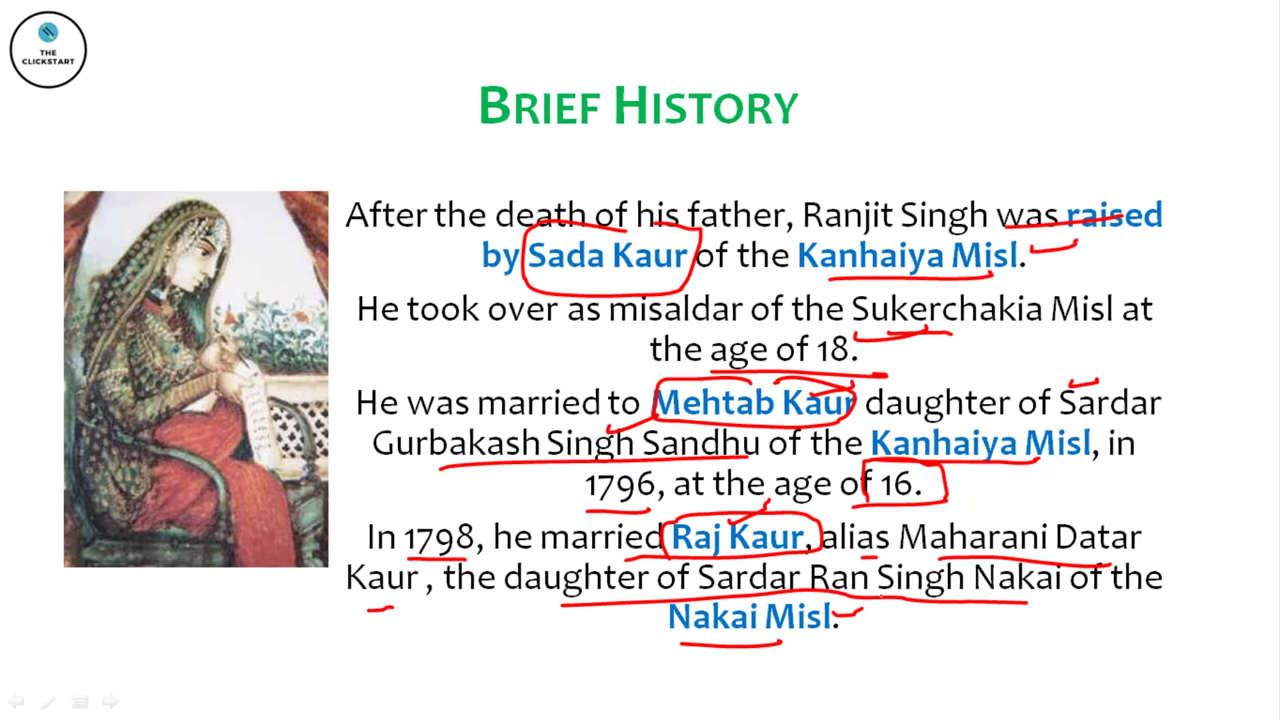 THE
CLICKSTART
BRIEF HISTORY
After the death of his father, Ranjit Singh was raised
by Sada Kaur of the Kanhaiya Misl.
He took over as misaldar of the Sukerchakia Misl at
the age of 18.
He was married to Mehtab Kaur daughter of Sardar
Gurbakash Singh Sandhu of the Kanhaiya Misl, in
1796, at the age of 16.
In 1798, he married Raj Kaur, alias Maharani Datar
Kaur , the daughter of Sardar Ran Singh Nakai of the
Nakai Misl.